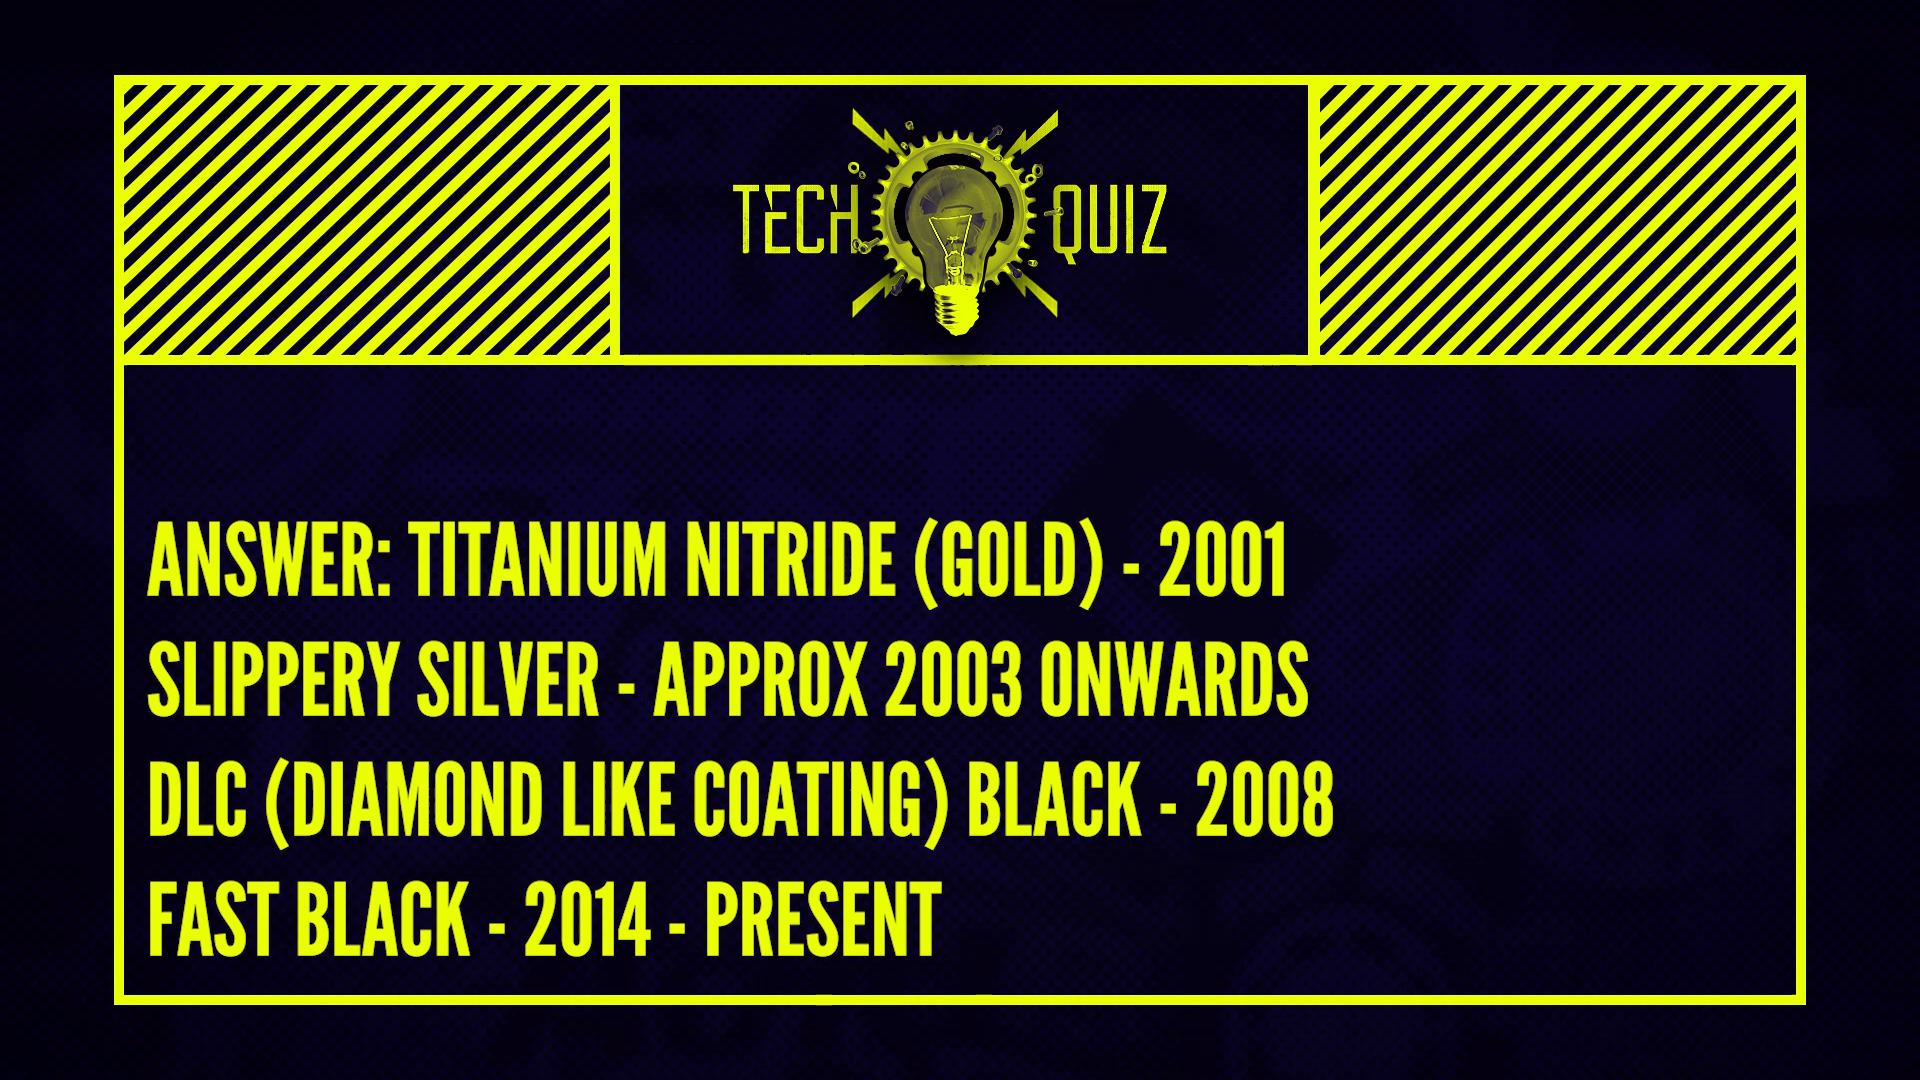 TECH QUIZ
ANSWER: TITANIUM NITRIDE (GOLD) - 2001
SLIPPERY SILVER - APPROX 2003 ONWARDS
DLC (DIAMOND LIKE COATING) BLACK - 2008
FAST BLACK - 2014 - PRESENT